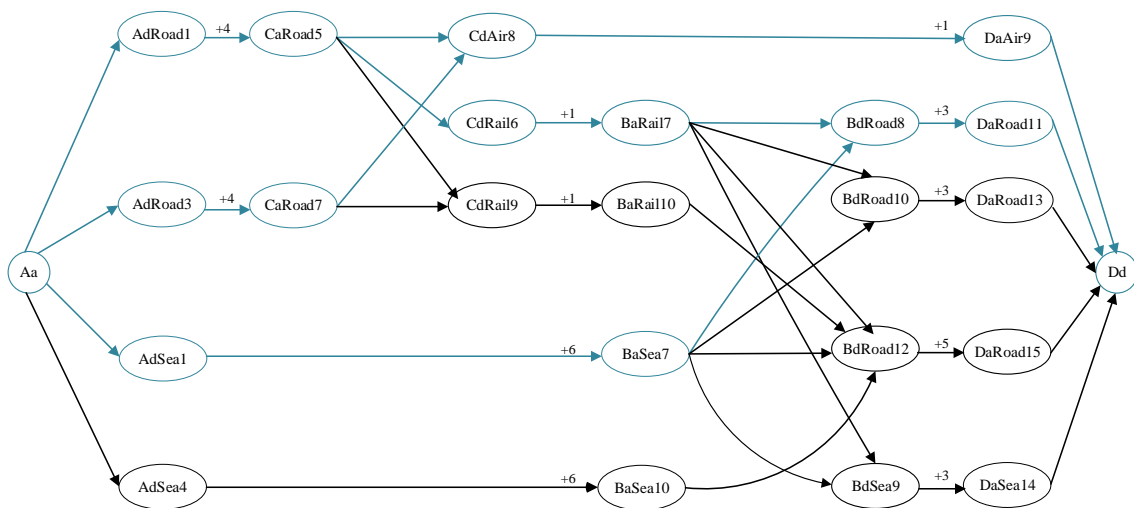 AdRoad1 +4 CaRoad5 CdAir8 +1 DaAir9
CdRail6 +1 BaRail7 BdRoad8 +3 DaRoad11
AdRoad3 +4 CaRoad7 CdRail9 +1 BaRail10 BdRoad10 +3 DaRoad13
Aa Dd
AdSea1 +6 BaSea7 BdRoad12 +5 DaRoad15
AdSea4 +6 BaSea10 BdSea9 +3 DaSea14